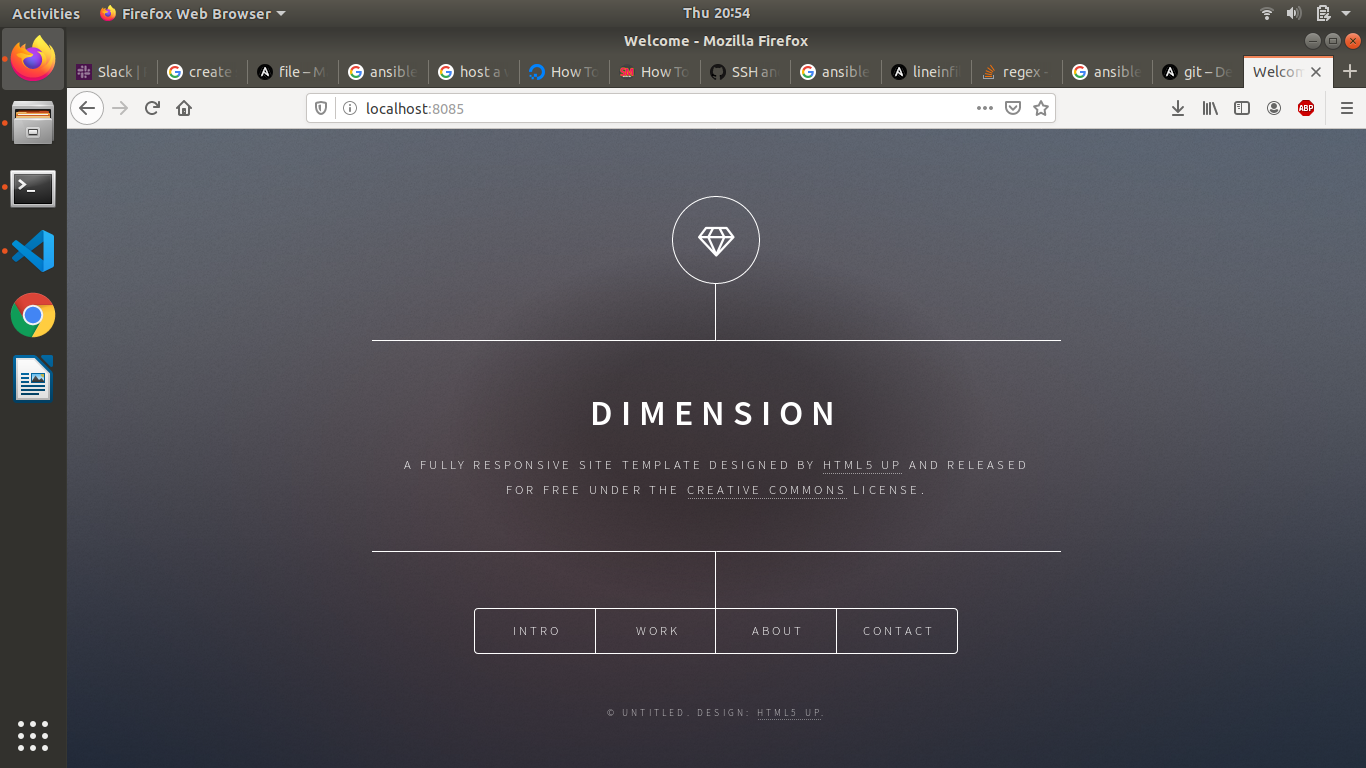 Activities Firefox Web Browser Thu 20:54
Welcome - Mozilla Firefox
Slack | create file – M ansible host a How To How To SSH an ansible lineinfi regex - ansible git – De Welcom
localhost:8085
ABP
DIMENSION
A FULLY RESPONSIVE SITE TEMPLATE DESIGNED BY HTML5 UP AND RELEASED
FOR FREE UNDER THE CREATIVE COMMONS LICENSE.
INTRO WORK ABOUT CONTACT
© UNTITLED. DESIGN: HTML5 UP.